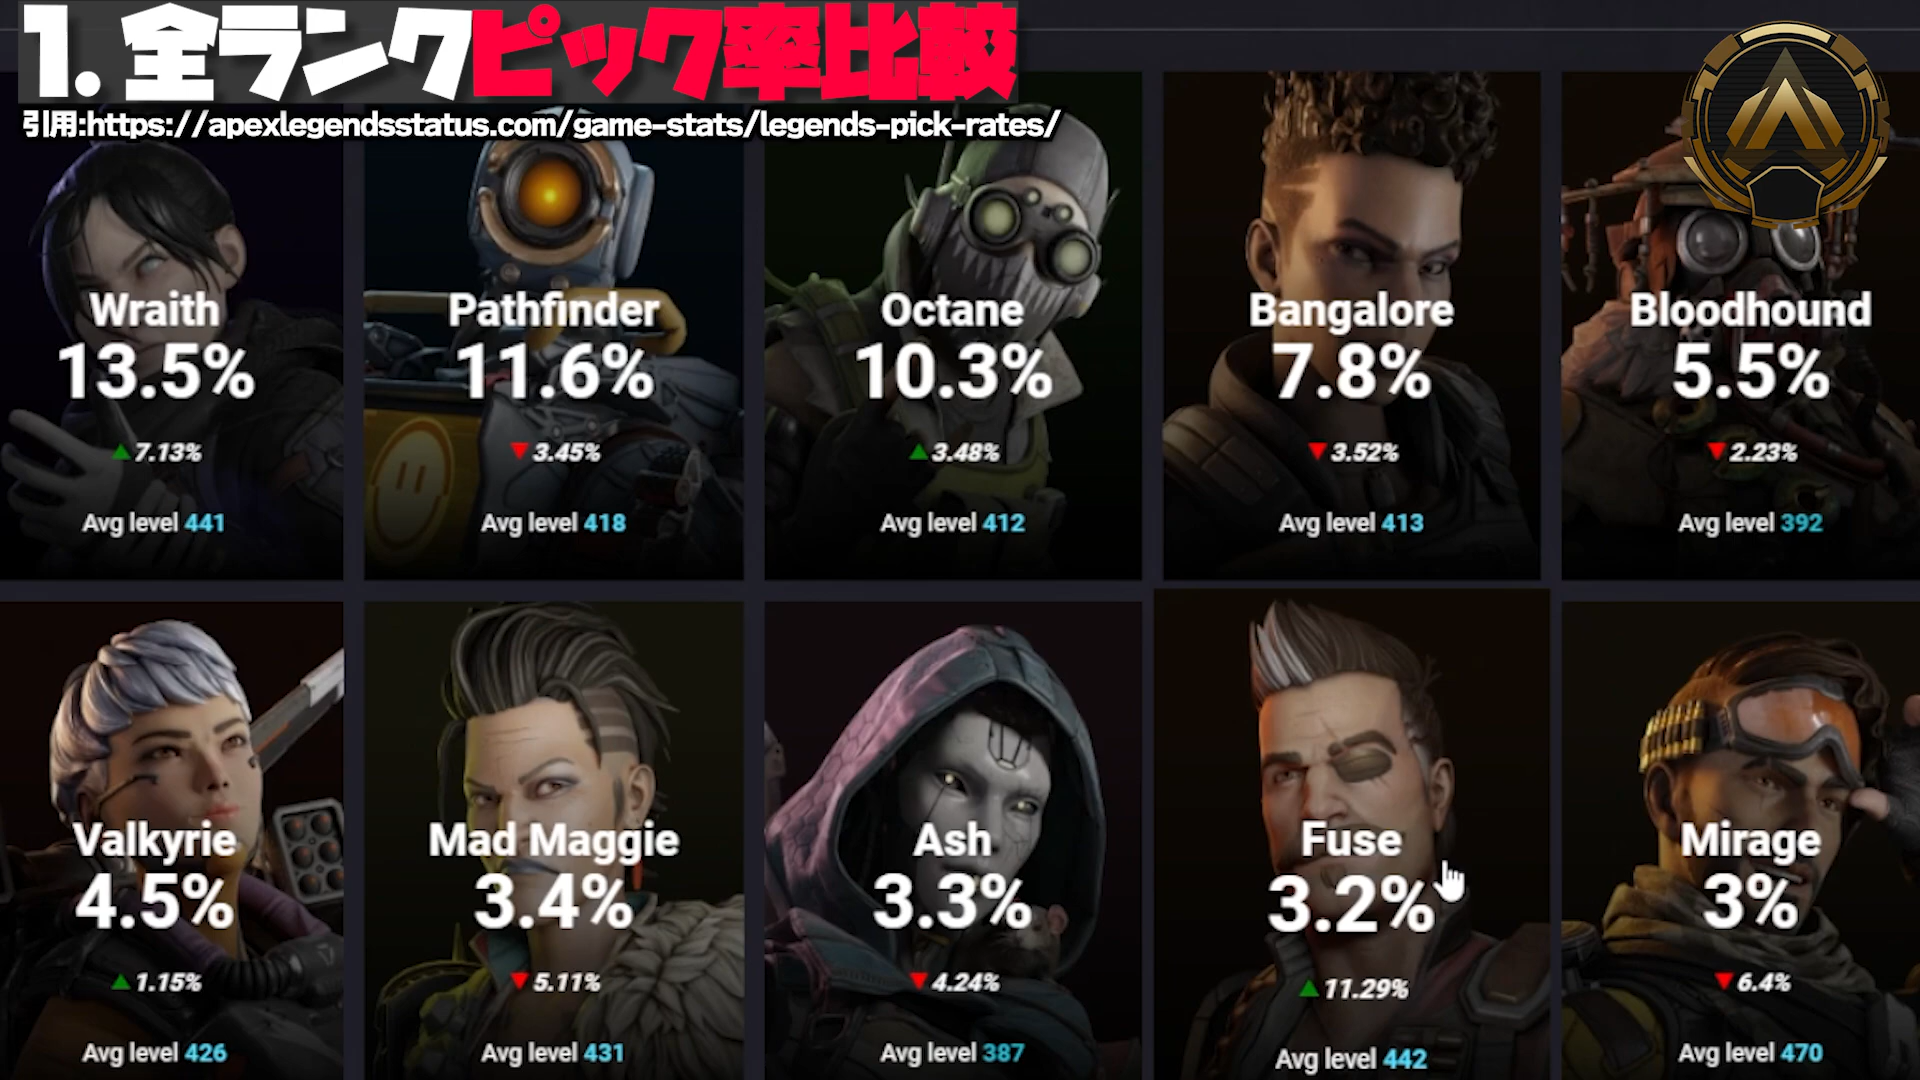 1. 全ランクピック率比較
引用:https://apexlegendsstatus.com/game-stats/legends-pick-rates/
Wraith
13.5%
▲7.13%
Avg level 441
Pathfinder
11.6%
▼3.45%
Avg level 418
Octane
10.3%
▲3.48%
Avg level 412
Bangalore
7.8%
▼3.52%
Avg level 413
Bloodhound
5.5%
▼2.23%
Avg level 392
Valkyrie
4.5%
▲1.15%
Avg level 426
Mad Maggie
3.4%
▼5.11%
Avg level 431
Ash
3.3%
▼4.24%
Avg level 387
Fuse
3.2%
▲11.29%
Avg level 442
Mirage
3%
▼6.4%
Avg level 470